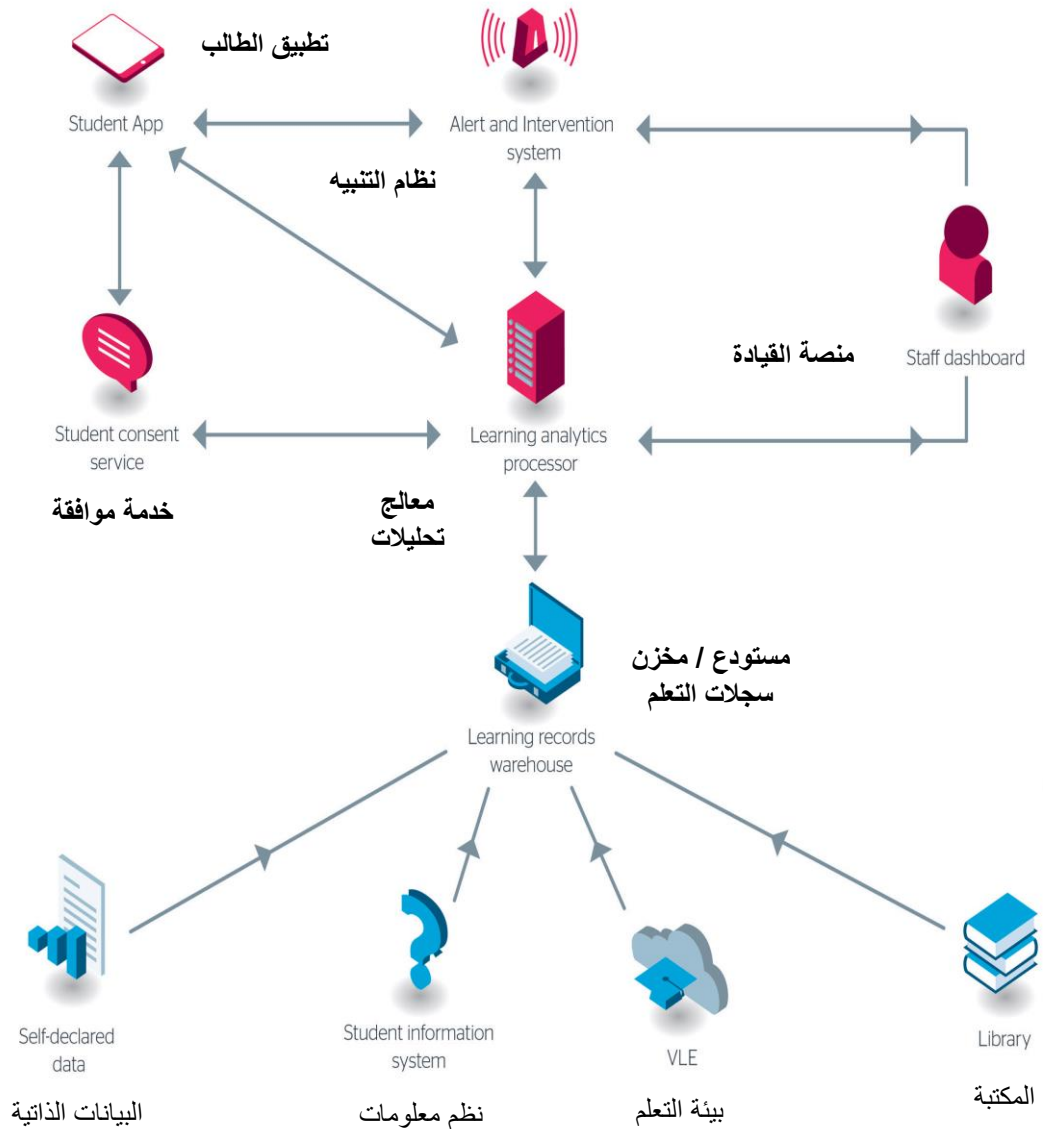 تطبيق الطالب
Student App
Alert and Intervention
system
نظام التنبيه
منصة القيادة
Staff dashboard
Student consent
service
خدمة موافقة
Learning analytics
processor
معالج
تحليلات
مستودع / مخزن
سجلات التعلم
Learning records
warehouse
Self-declared
data
البيانات الذاتية
Student information
system
نظم معلومات
VLE
بيئة التعلم
Library
المكتبة